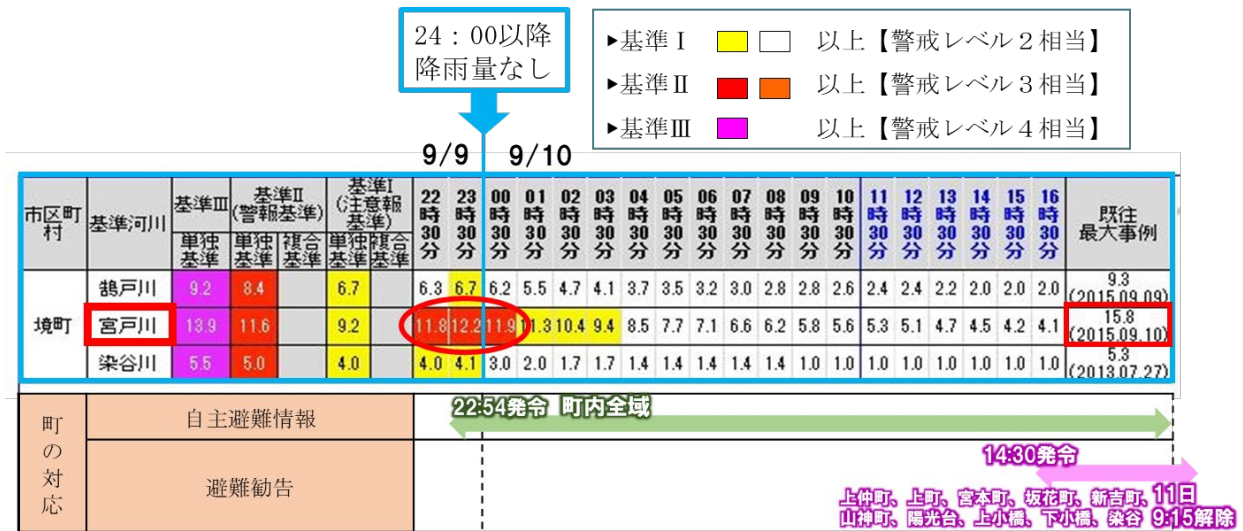 24：00以降
降雨量なし
▶基準Ⅰ 以上【警戒レベル２相当】
▶基準Ⅱ 以上【警戒レベル３相当】
▶基準Ⅲ 以上【警戒レベル４相当】
9/9 9/10
市区町村 基準河川 基準Ⅲ 基準Ⅱ(警報基準) 基準Ⅰ(注意報基準) 22時30分 23時30分 00時30分 01時30分 02時30分 03時30分 04時30分 05時30分 06時30分 07時30分 08時30分 09時30分 10時30分 11時30分 12時30分 13時30分 14時30分 15時30分 16時30分 既往最大事例
単独基準 単独基準 複合基準 単独基準 複合基準
境町
鵠戸川 9.2 8.4 6.7 6.3 6.7 6.2 5.5 4.7 4.1 3.7 3.5 3.2 3.0 2.8 2.8 2.6 2.4 2.4 2.2 2.0 2.0 2.0 9.3 (2015.09.09)
宮戸川 13.9 11.6 9.2 11.8 12.2 11.9 11.3 10.4 9.4 8.5 7.7 7.1 6.6 6.2 5.8 5.6 5.3 5.1 4.7 4.5 4.2 4.1 15.8 (2015.09.10)
染谷川 5.5 5.0 4.0 4.0 4.1 3.0 2.0 1.7 1.7 1.4 1.4 1.4 1.4 1.4 1.0 1.0 1.0 1.0 1.0 1.0 1.0 1.0 5.3 (2013.07.27)
町の対応
自主避難情報 22:54発令 町内全域
避難勧告 14:30発令
上仲町、上町、宮本町、坂花町、新吉町、11日
山神町、陽光台、上小橋、下小橋、染谷 9:15解除